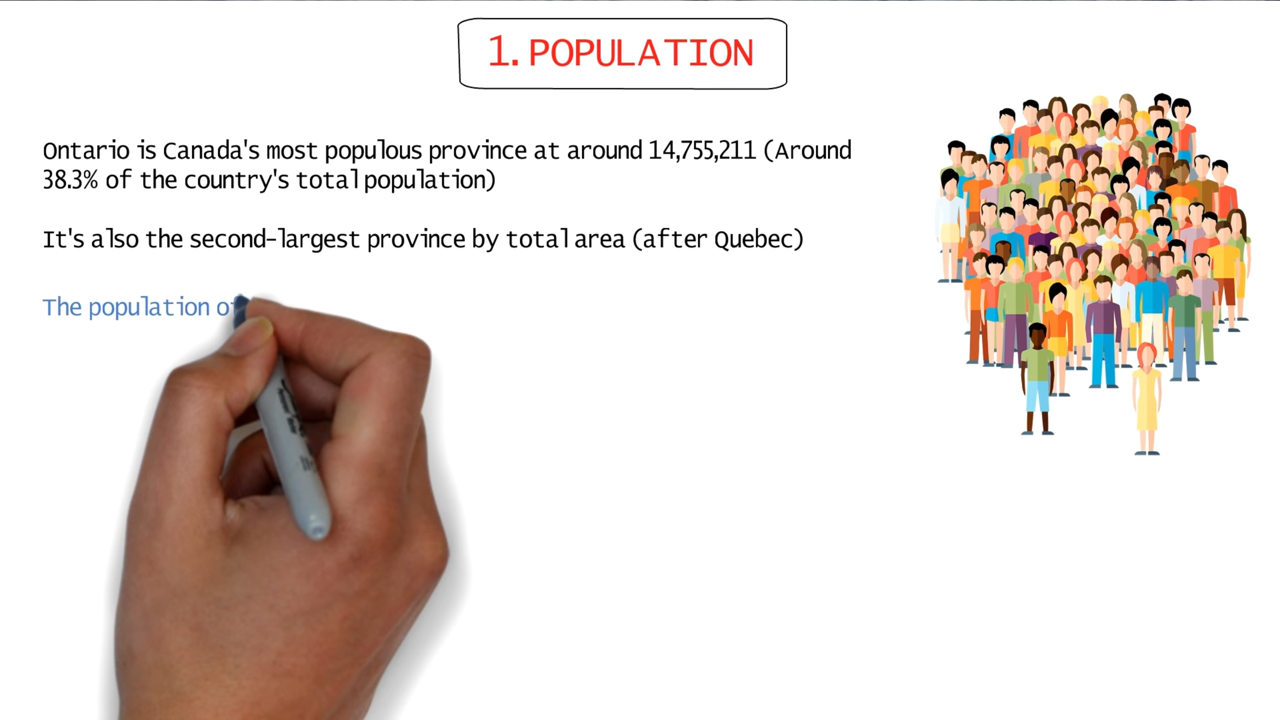 1. POPULATION
Ontario is Canada's most populous province at around 14,755,211 (Around
38.3% of the country's total population)
It's also the second-largest province by total area (after Quebec)
The population